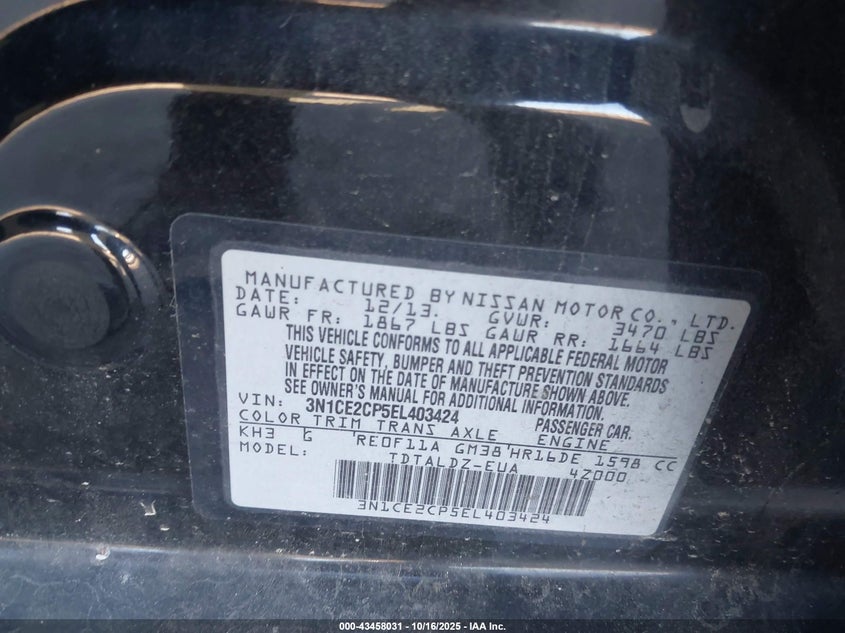 MANUFACTURED BY NISSAN MOTOR CO., LTD.
DATE: 12/13. GVWR: 3470 LBS
GAWR FR: 1867 LBS GAWR RR: 1664 LBS
THIS VEHICLE CONFORMS TO ALL APPLICABLE FEDERAL MOTOR
VEHICLE SAFETY, BUMPER AND THEFT PREVENTION STANDARDS
IN EFFECT ON THE DATE OF MANUFACTURE SHOWN ABOVE.
SEE OWNER'S MANUAL FOR ADDITIONAL INFORMATION.
VIN: 3N1CE2CP5EL403424 PASSENGER CAR.
COLOR TRIM TRANS AXLE ENGINE
KH3 G RE0F11A GM38 HR16DE 1598 CC
MODEL: TDTALDZ-EUA 4Z000
3N1CE2CP5EL403424
000-43458031 - 10/16/2025 - IAA Inc.